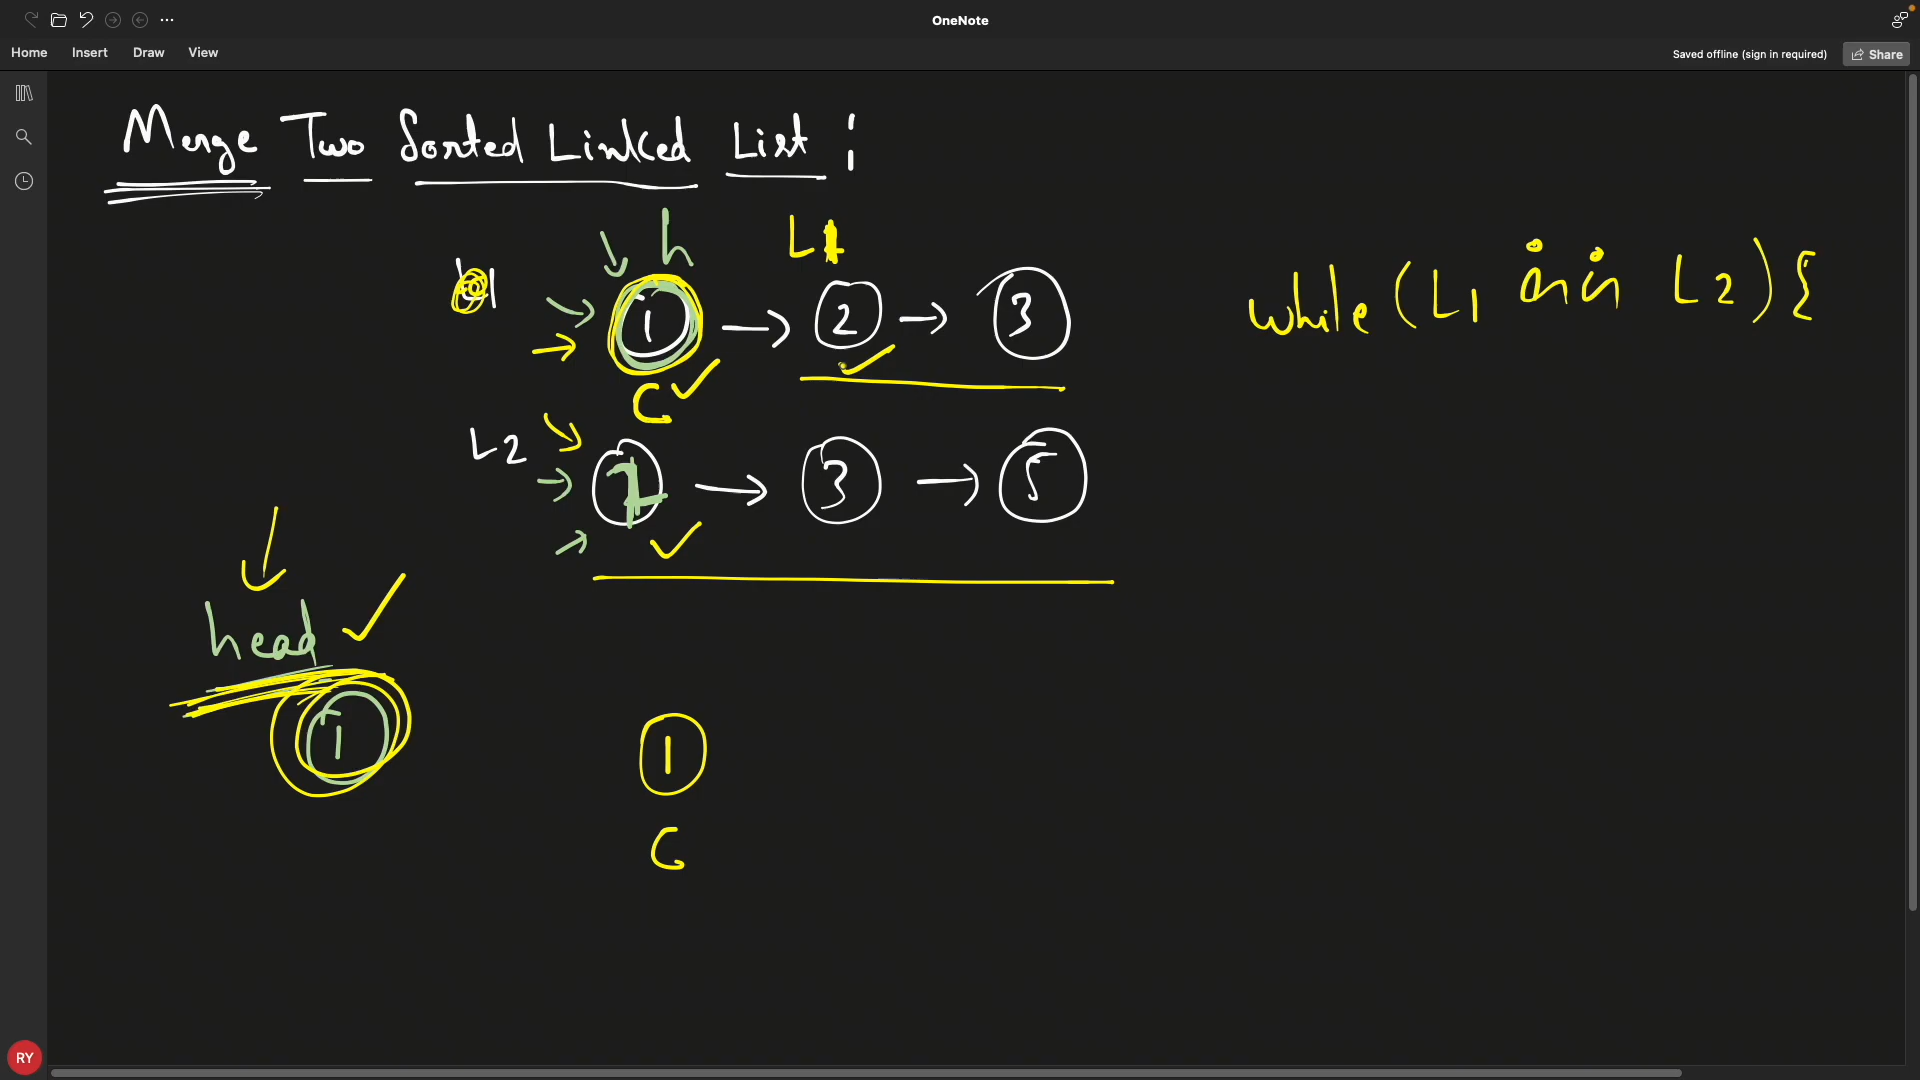 OneNote
Home Insert Draw View
Saved offline (sign in required) Share
Merge Two Sorted Linked List :
h L1
1 2 3
while (L1 && L2) {
C
L2
3 5
head
1
1
C
RY